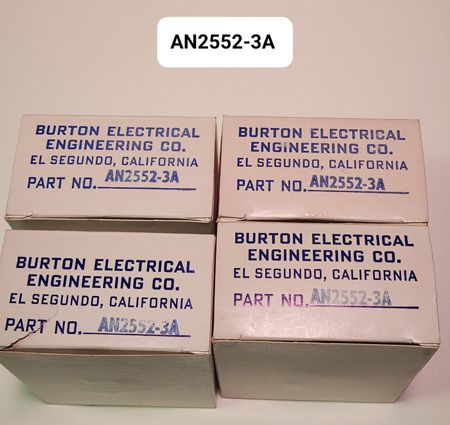 AN2552-3A
BURTON ELECTRICAL
ENGINEERING CO.
EL SEGUNDO, CALIFORNIA
PART NO. AN2552-3A
BURTON ELECTRICAL
ENGINEERING CO.
EL SEGUNDO, CALIFORNIA
PART NO. AN2552-3A
BURTON ELECTRICAL
ENGINEERING CO.
EL SEGUNDO, CALIFORNIA
PART NO. AN2552-3A
BURTON ELECTRICAL
ENGINEERING CO.
EL SEGUNDO, CALIFORNIA
PART NO. AN2552-3A